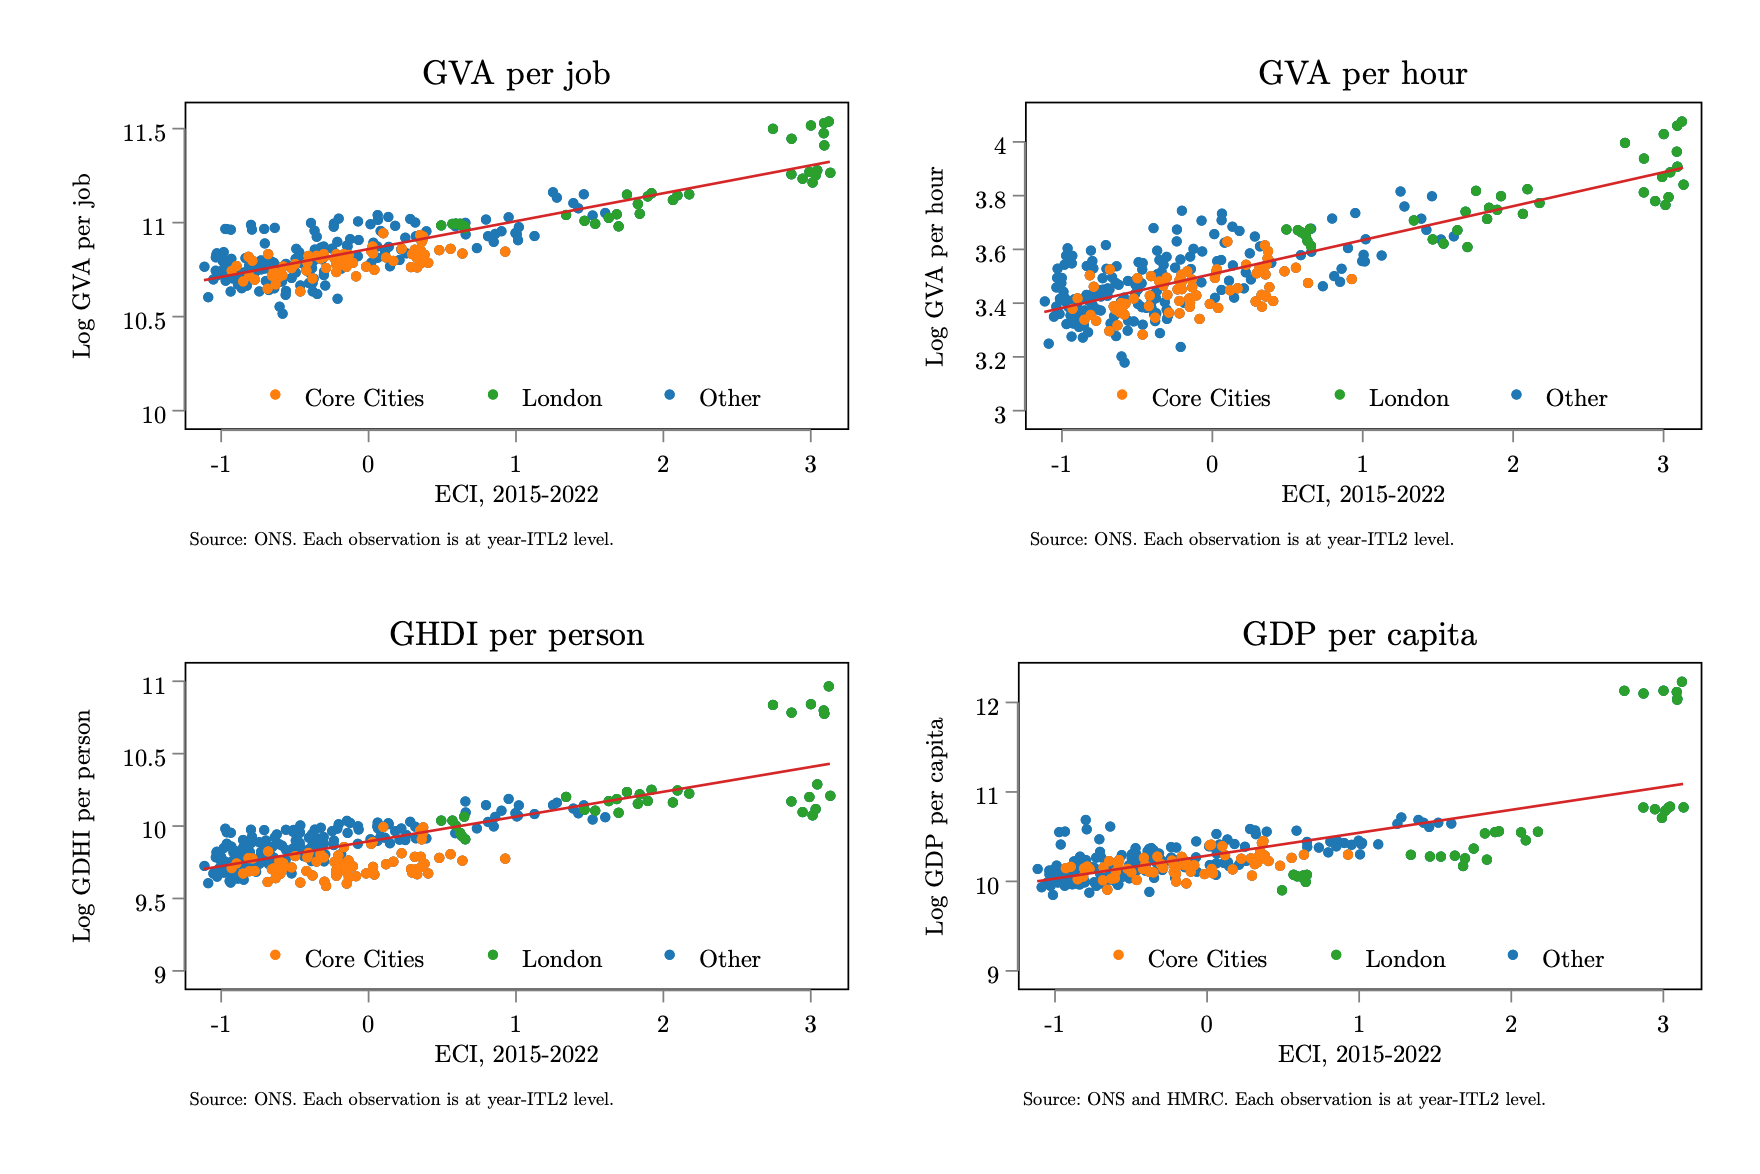 GVA per job
Log GVA per job
11.5
11
10.5
10
Core Cities
London
Other
-1
0
1
2
3
ECI, 2015-2022
Source: ONS. Each observation is at year-ITL2 level.
GVA per hour
Log GVA per hour
4
3.8
3.6
3.4
3.2
3
Core Cities
London
Other
-1
0
1
2
3
ECI, 2015-2022
Source: ONS. Each observation is at year-ITL2 level.
GHDI per person
Log GDHI per person
11
10.5
10
9.5
9
Core Cities
London
Other
-1
0
1
2
3
ECI, 2015-2022
Source: ONS. Each observation is at year-ITL2 level.
GDP per capita
Log GDP per capita
12
11
10
9
Core Cities
London
Other
-1
0
1
2
3
ECI, 2015-2022
Source: ONS and HMRC. Each observation is at year-ITL2 level.